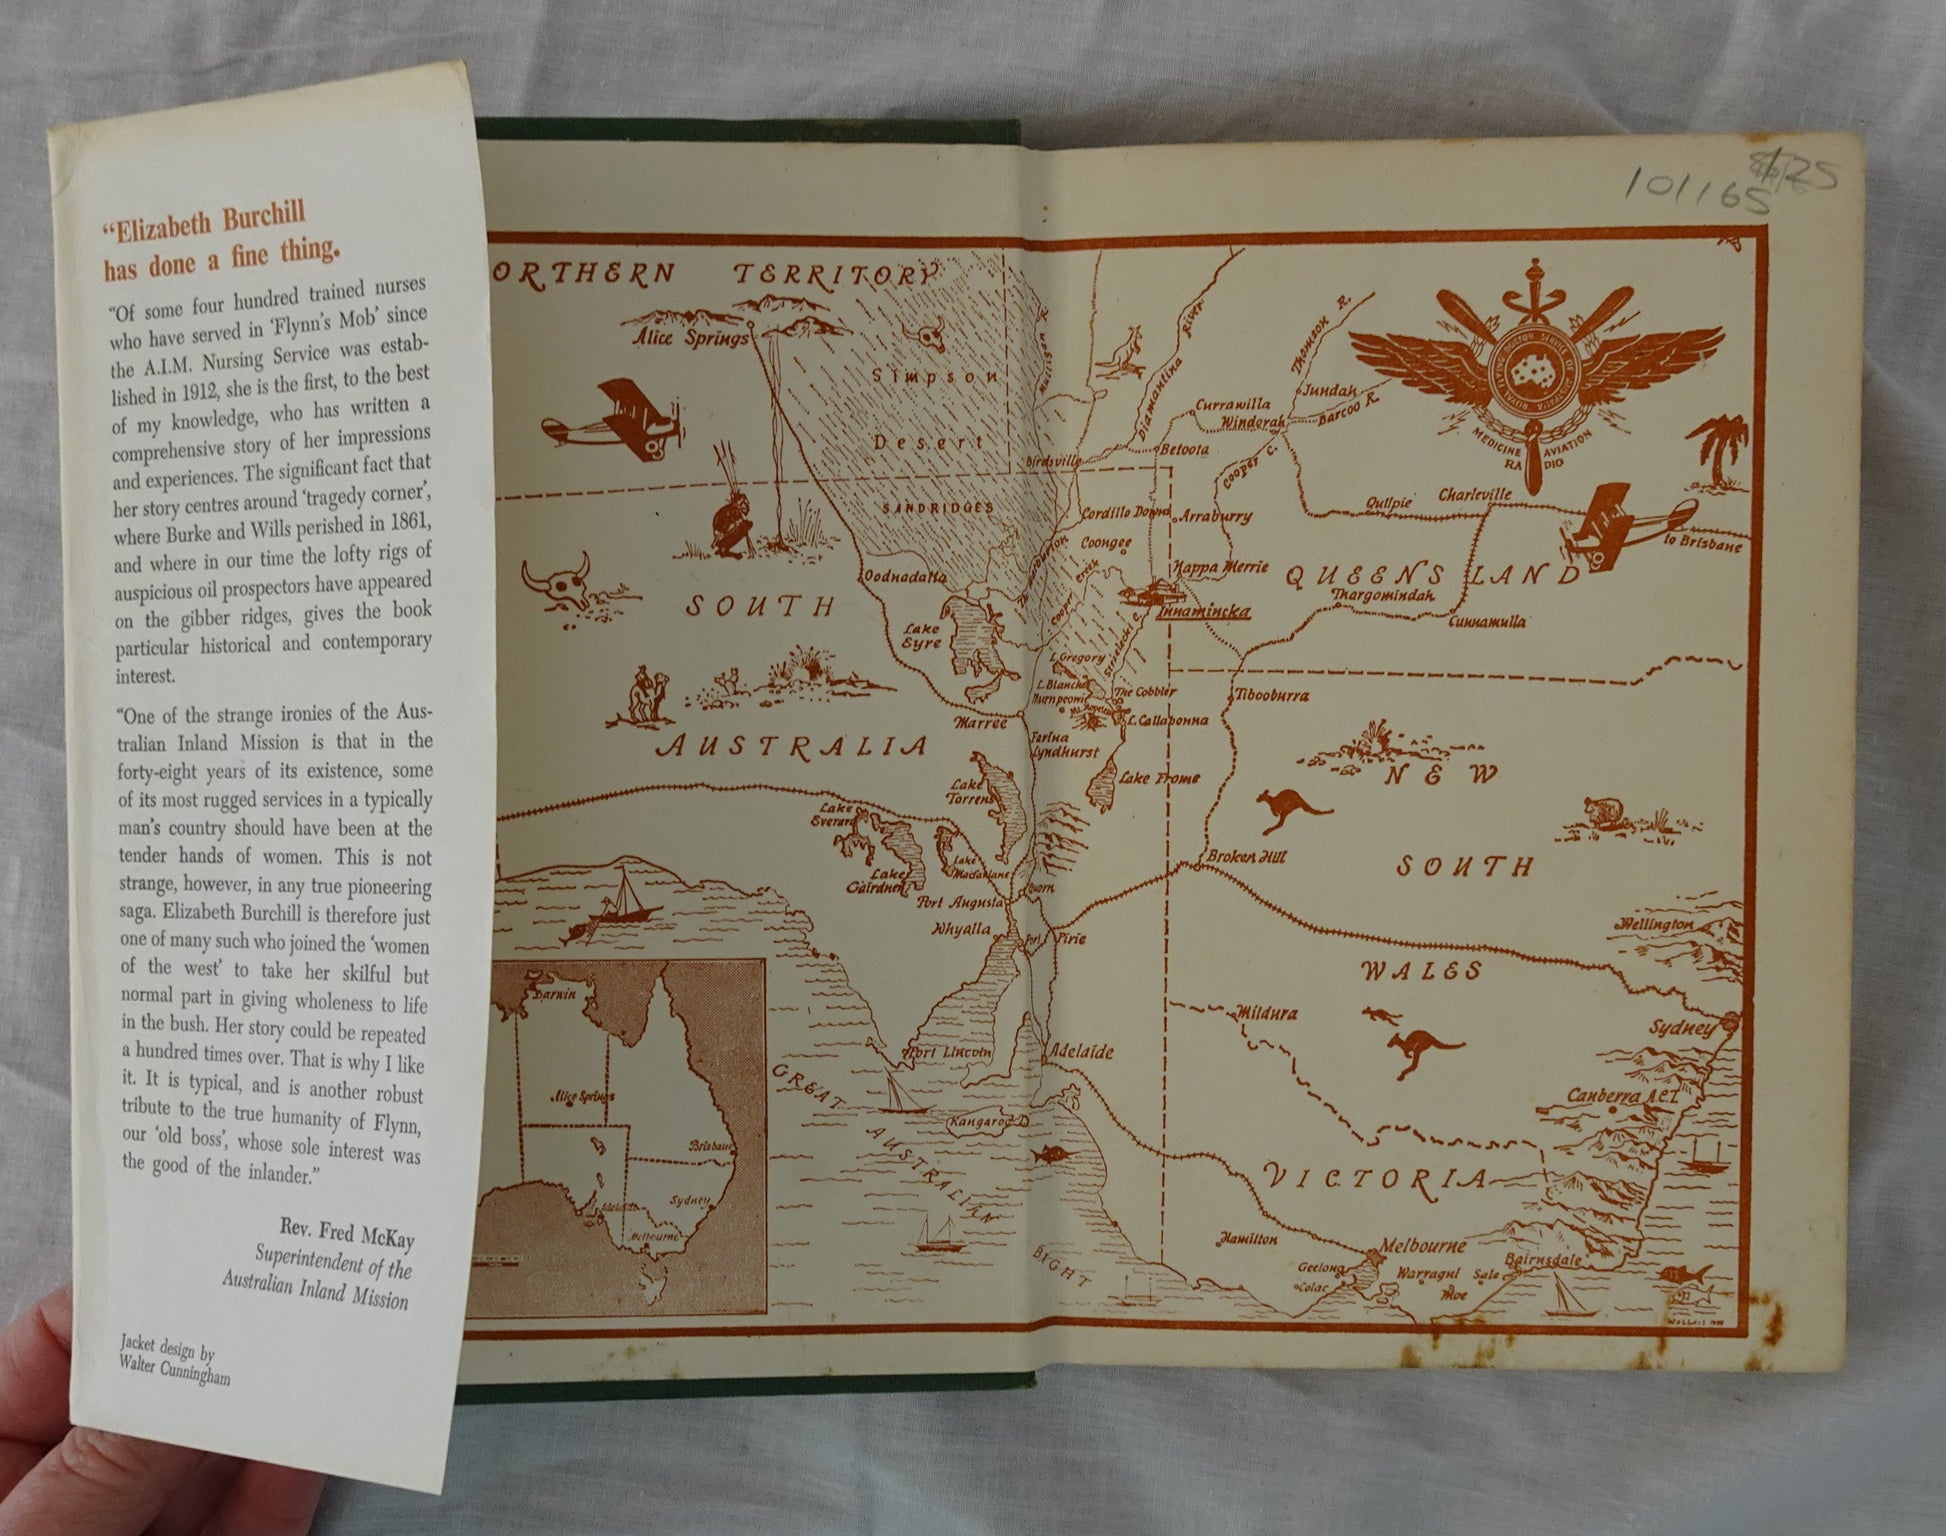 “Elizabeth Burchill
has done a fine thing.
“Of some four hundred trained nurses
who have served in ‘Flynn’s Mob’ since
the A.I.M. Nursing Service was estab-
lished in 1912, she is the first, to the best
of my knowledge, who has written a
comprehensive story of her impressions
and experiences. The significant fact that
her story centres around ‘tragedy corner’,
where Burke and Wills perished in 1861,
and where in our time the lofty rigs of
auspicious oil prospectors have appeared
on the gibber ridges, gives the book
particular historical and contemporary
interest.
“One of the strange ironies of the Aus-
tralian Inland Mission is that in the
forty-eight years of its existence, some
of its most rugged services in a typically
man’s country should have been at the
tender hands of women. This is not
strange, however, in any true pioneering
saga. Elizabeth Burchill is therefore just
one of many such who joined the ‘women
of the west’ to take her skilful but
normal part in giving wholeness to life
in the bush. Her story could be repeated
a hundred times over. That is why I like
it. It is typical, and is another robust
tribute to the true humanity of Flynn,
our ‘old boss’, whose sole interest was
the good of the inlander.”
Rev. Fred McKay
Superintendent of the
Australian Inland Mission
Jacket design by
Walter Cunningham
101165
ORTHERN TERRITORY
Alice Springs
Simpson
Desert
SANDRIDGES
Diamantina River
Thomson R.
Jundah
Barcoo R.
Currawilla
Windorah
Betoota
Birdsville
Cooper C.
MEDICINE AVIATION
RADIO
Quilpie
Charleville
to Brisbane
Cordillo Downs
Arraburry
Coongee
Kappa Merrie
Innamincka
QUEENSLAND
Thargomindah
Cunnamulla
Oodnadatta
SOUTH
AUSTRALIA
Lake
Eyre
Strzelecki C.
L. Gregory
L. Blanche
Murnpeowie
The Cobbler
L. Callabonna
Marree
Farina
Lyndhurst
Tibooburra
Lake Frome
Lake
Torrens
Lake
Everard
Lake
Gairdner
Lake
Macfarlane
Broken Hill
NEW
SOUTH
WALES
Port Augusta
Quorn
Whyalla
Port Pirie
Wellington
Sydney
Mildura
Port Lincoln
Adelaide
Canberra A.C.T.
Kangaroo
GREAT
AUSTRALIAN
BIGHT
VICTORIA
Hamilton
Melbourne
Geelong
Colac
Warragul
Moe
Sale
Bairnsdale
Darwin
Alice Springs
Brisbane
Sydney
Adelaide
Melbourne